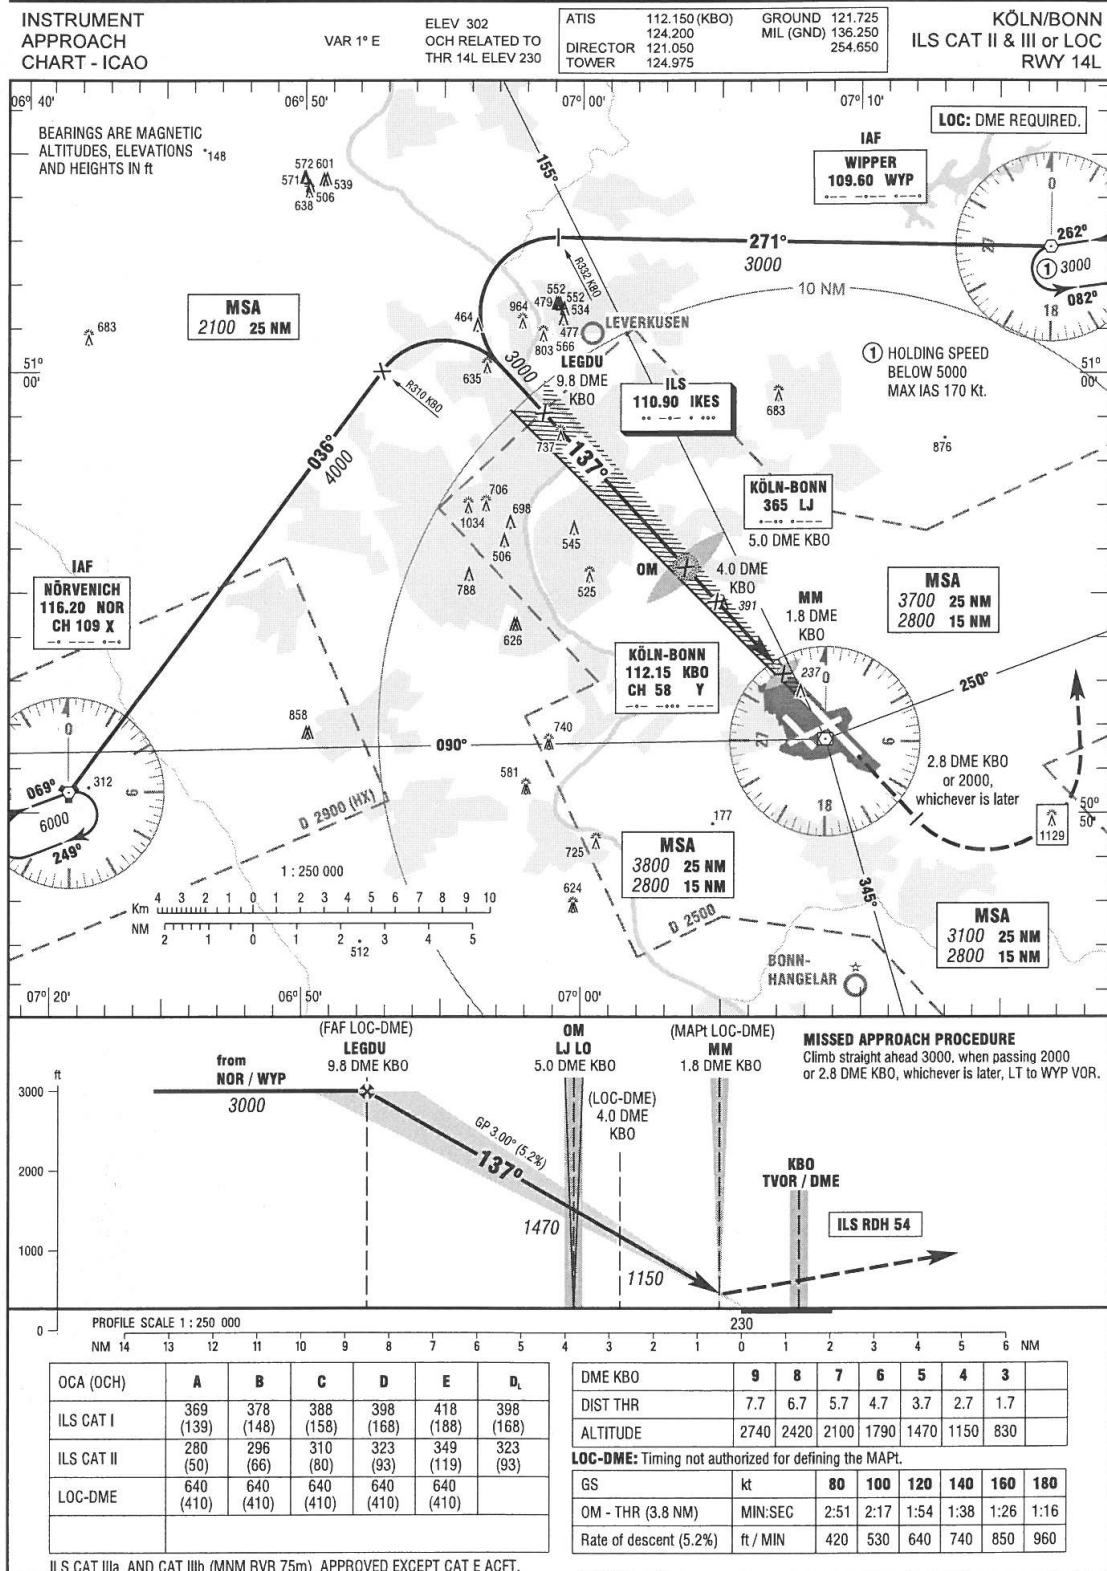 INSTRUMENT
APPROACH
CHART - ICAO
VAR 1° E
ELEV 302
OCH RELATED TO
THR 14L ELEV 230
ATIS 112.150 (KBO)
124.200
DIRECTOR 121.050
TOWER 124.975
GROUND 121.725
MIL (GND) 136.250
254.650
KÖLN/BONN
ILS CAT II & III or LOC
RWY 14L
06° 40' 06° 50' 07° 00' 07° 10'
BEARINGS ARE MAGNETIC
ALTITUDES, ELEVATIONS
AND HEIGHTS IN ft
148
LOC: DME REQUIRED.
IAF
WIPPER
109.60 WYP
572 601
571 539
506
638
155°
0
27
18
262°
1 3000
082°
271°
3000
R332 KBO
10 NM
MSA
2100 25 NM
683
464
964
552
479 552
534
477
803 566
LEVERKUSEN
635
3000
LEGDU
9.8 DME
KBO
ILS
110.90 IKES
1 HOLDING SPEED
BELOW 5000
MAX IAS 170 Kt.
51°
00'
51°
00'
R310 KBO
683
876
737
137°
036°
4000
KÖLN-BONN
365 LJ
5.0 DME KBO
706
1034
698
506
545
788
525
626
OM
4.0 DME
KBO
391
MM
1.8 DME
KBO
237
MSA
3700 25 NM
2800 15 NM
IAF
NÖRVENICH
116.20 NOR
CH 109 X
KÖLN-BONN
112.15 KBO
CH 58 Y
0
27
6
18
250°
858
090°
740
581
069°
312
0
6
6000
249°
D 2900 (HX)
2.8 DME KBO
or 2000,
whichever is later
50°
50'
1129
177
725
MSA
3800 25 NM
2800 15 NM
345°
1 : 250 000
Km 4 3 2 1 0 1 2 3 4 5 6 7 8 9 10
NM 2 1 0 1 2 3 4 5
512
624
D 2500
MSA
3100 25 NM
2800 15 NM
BONN-
HANGELAR
07° 20' 06° 50' 07° 00'
(FAF LOC-DME)
LEGDU
9.8 DME KBO
OM
LJ LO
5.0 DME KBO
(MAPt LOC-DME)
MM
1.8 DME KBO
MISSED APPROACH PROCEDURE
Climb straight ahead 3000, when passing 2000
or 2.8 DME KBO, whichever is later, LT to WYP VOR.
from
NOR / WYP
3000
ft
3000
2000
1000
0
GP 3.00° (5.2%)
137°
(LOC-DME)
4.0 DME
KBO
1470
1150
KBO
TVOR / DME
ILS RDH 54
230
PROFILE SCALE 1 : 250 000
NM 14 13 12 11 10 9 8 7 6 5 4 3 2 1 0 1 2 3 4 5 6 NM
OCA (OCH) A B C D E DL
ILS CAT I 369 378 388 398 418 398
(139) (148) (158) (168) (188) (168)
ILS CAT II 280 296 310 323 349 323
(50) (66) (80) (93) (119) (93)
LOC-DME 640 640 640 640 640
(410) (410) (410) (410) (410)
ILS CAT IIIa AND CAT IIIb (MNM RVR 75m) APPROVED EXCEPT CAT E ACFT.
DME KBO 9 8 7 6 5 4 3
DIST THR 7.7 6.7 5.7 4.7 3.7 2.7 1.7
ALTITUDE 2740 2420 2100 1790 1470 1150 830
LOC-DME: Timing not authorized for defining the MAPt.
GS kt 80 100 120 140 160 180
OM - THR (3.8 NM) MIN:SEC 2:51 2:17 1:54 1:38 1:26 1:16
Rate of descent (5.2%) ft / MIN 420 530 640 740 850 960